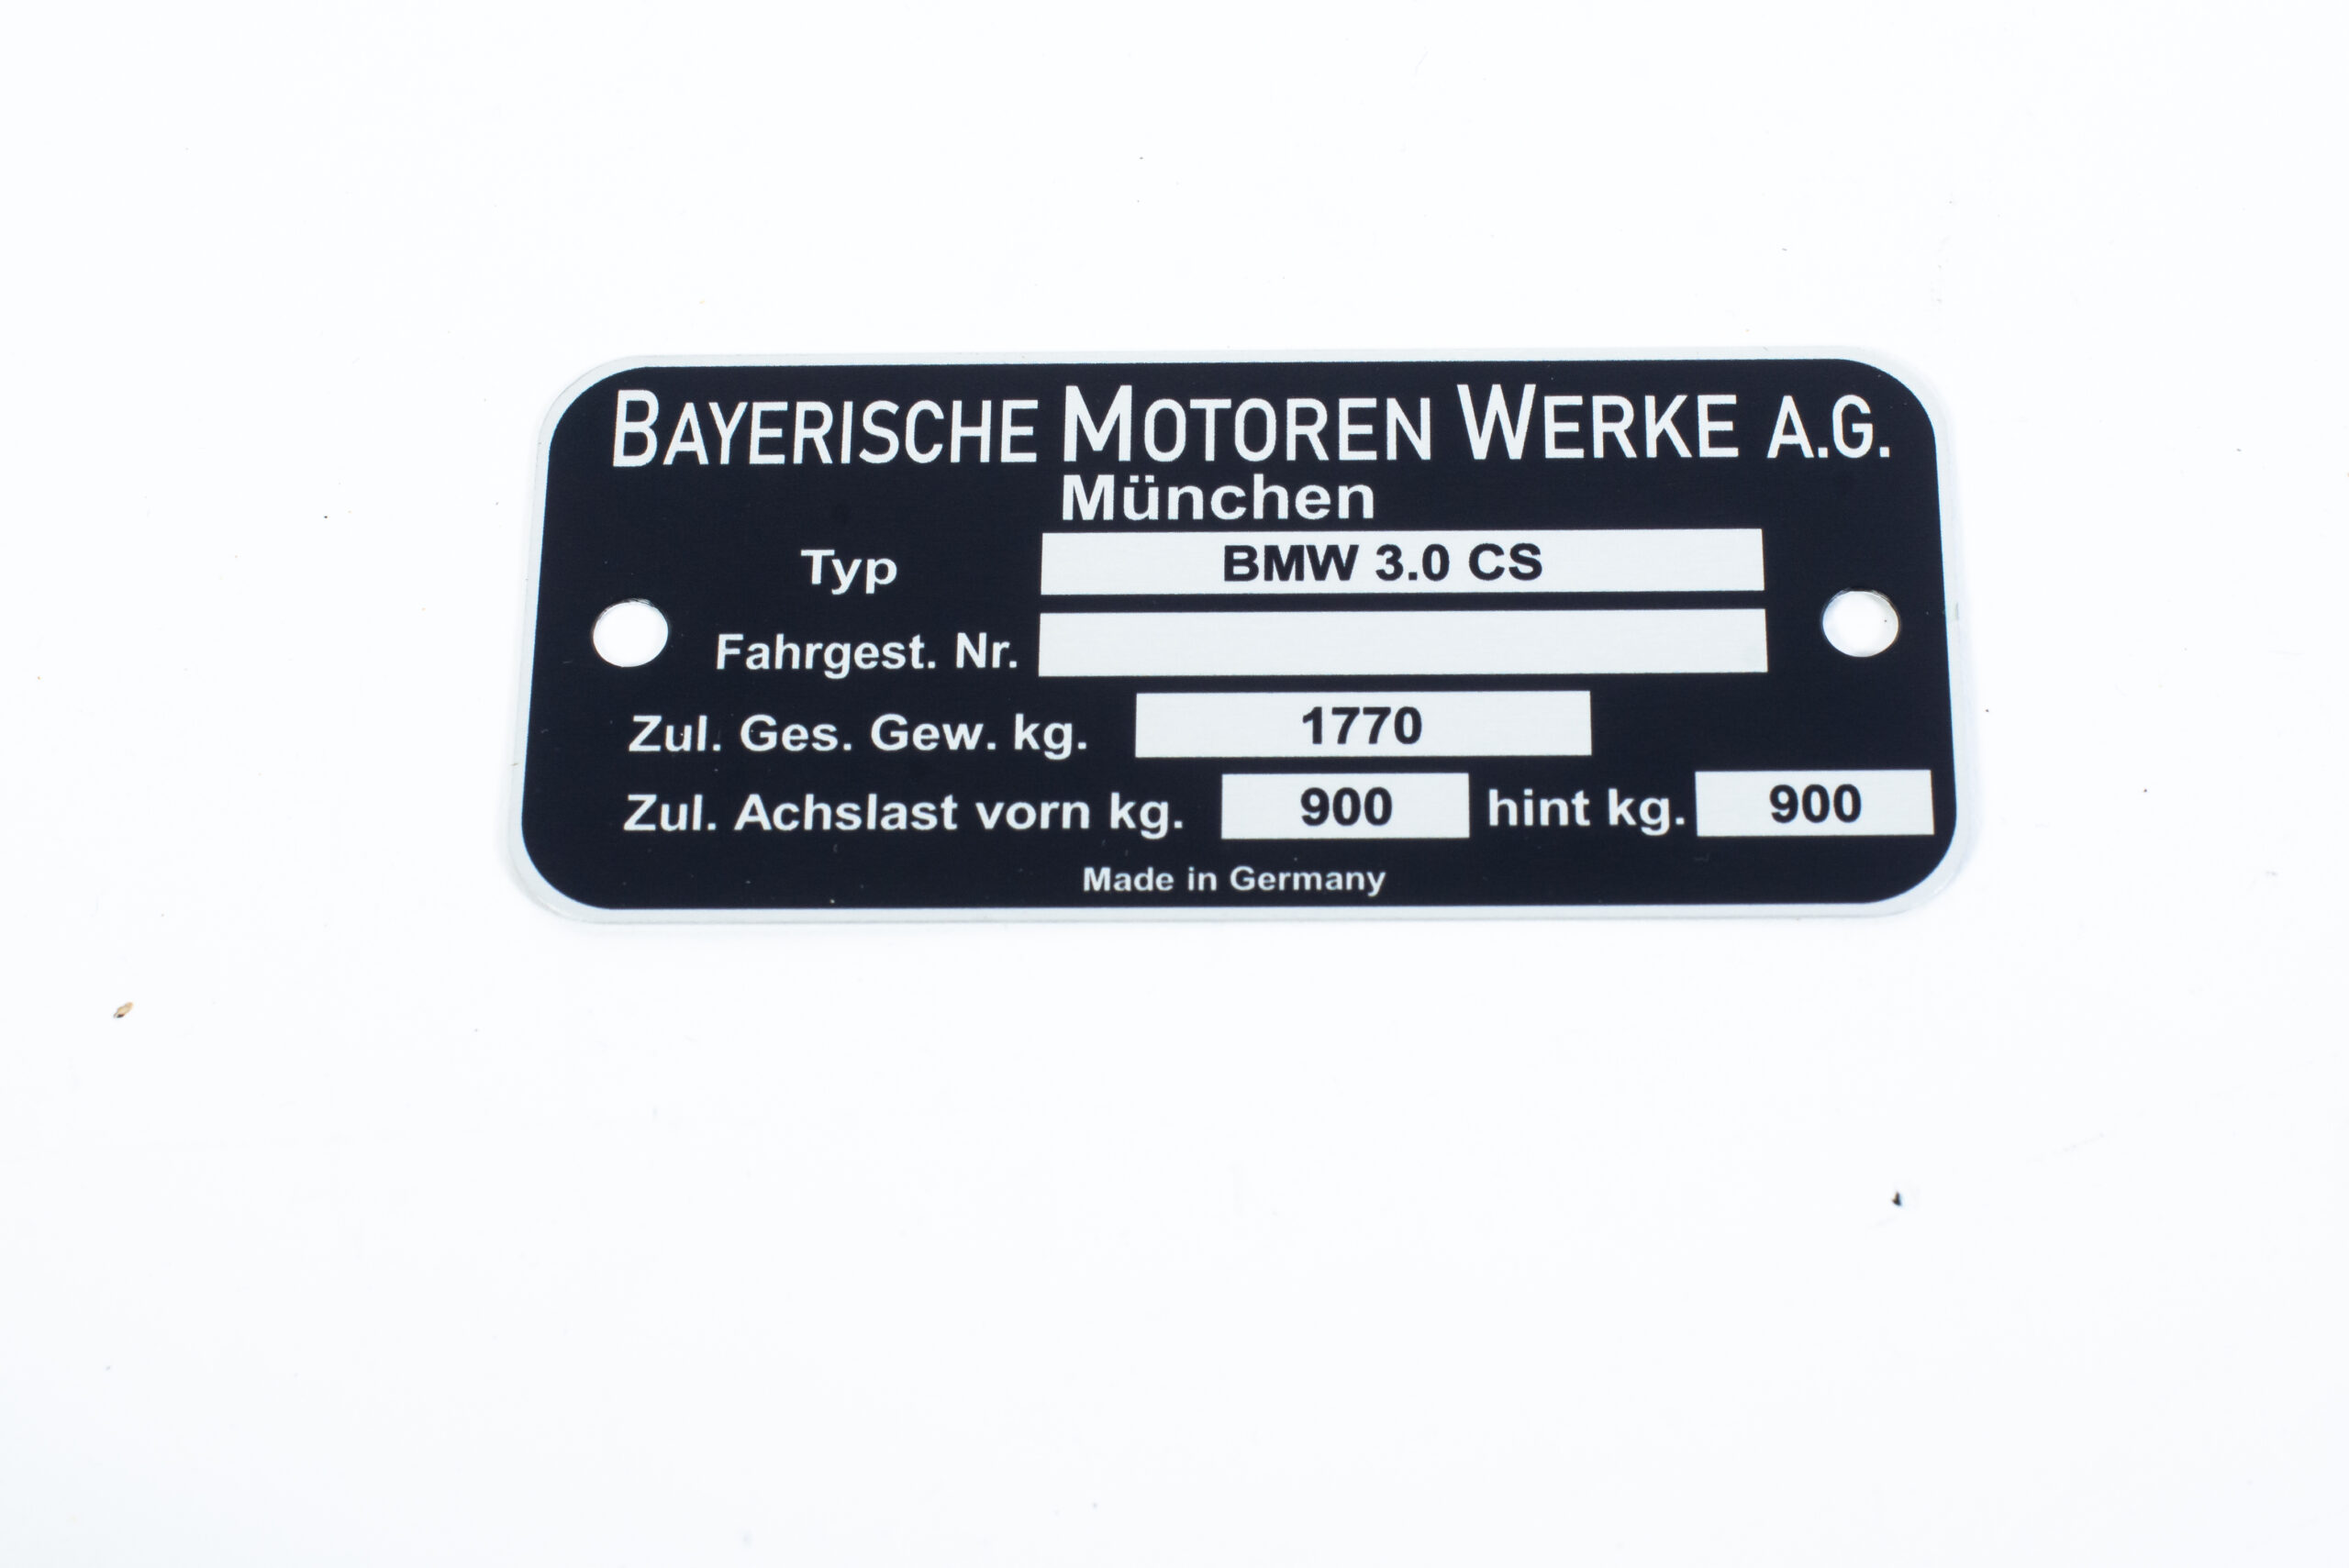 BAYERISCHE MOTOREN WERKE A.G.
München
Typ BMW 3.0 CS
Fahrgest. Nr.
Zul. Ges. Gew. kg. 1770
Zul. Achslast vorn kg. 900 hint kg. 900
Made in Germany